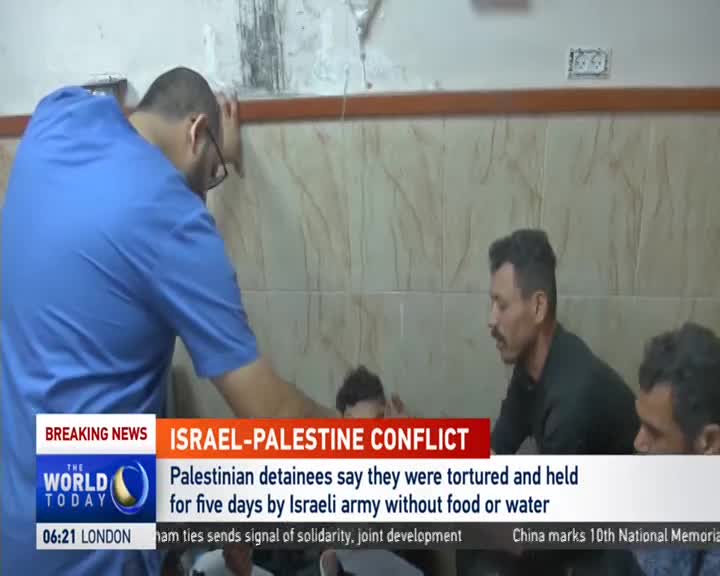 BREAKING NEWS
ISRAEL-PALESTINE CONFLICT
THE
WORLD
TODAY
Palestinian detainees say they were tortured and held
for five days by Israeli army without food or water
06:21 LONDON
ties sends signal of solidarity, joint development China marks 10th National